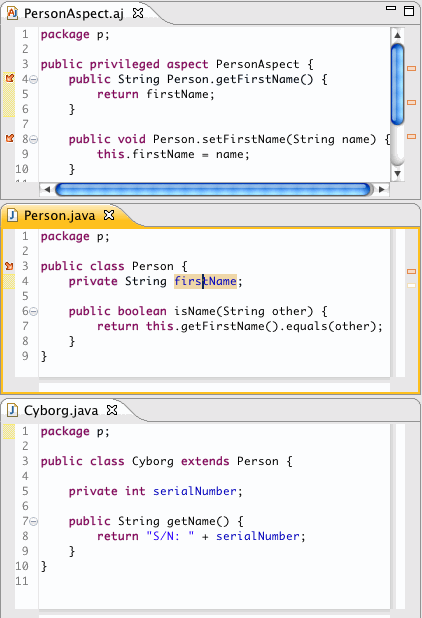 PersonAspect.aj
1 package p;
2
3 public privileged aspect PersonAspect {
4 public String Person.getFirstName() {
5 return firstName;
6 }
7
8 public void Person.setFirstName(String name) {
9 this.firstName = name;
10 }
Person.java
1 package p;
2
3 public class Person {
4 private String firstName;
5
6 public boolean isName(String other) {
7 return this.getFirstName().equals(other);
8 }
9 }
Cyborg.java
1 package p;
2
3 public class Cyborg extends Person {
4
5 private int serialNumber;
6
7 public String getName() {
8 return "S/N: " + serialNumber;
9 }
10 }
11